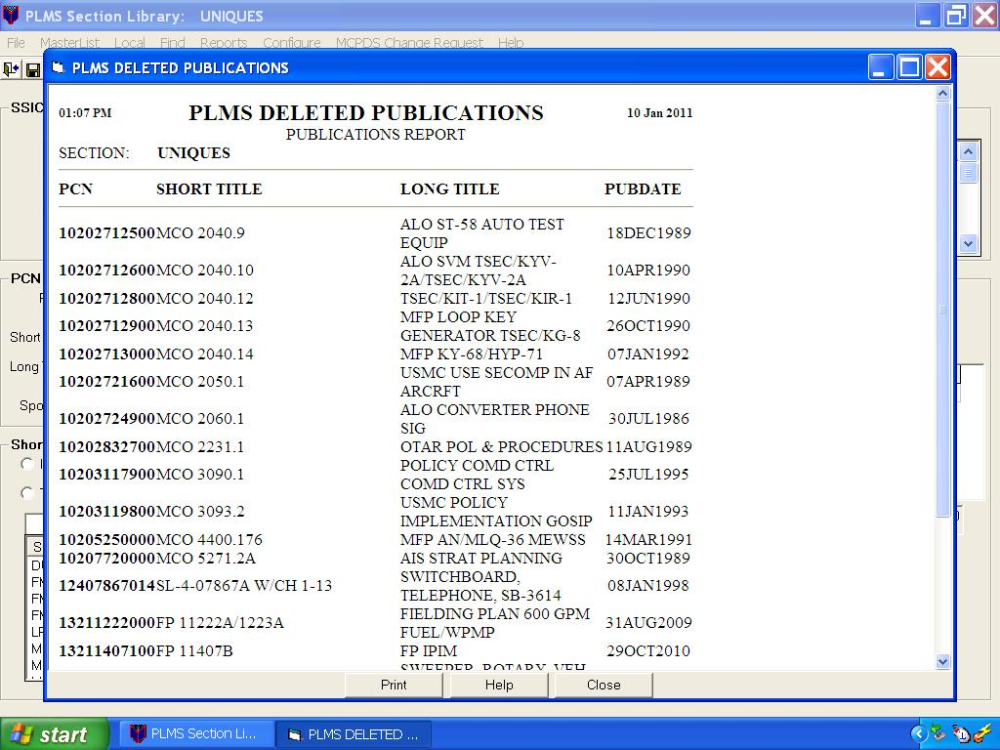 PLMS Section Library: UNIQUES
File MasterList Local Find Reports Configure MCPDS Change Request Help
PLMS DELETED PUBLICATIONS
01:07 PM PLMS DELETED PUBLICATIONS 10 Jan 2011
PUBLICATIONS REPORT
SECTION: UNIQUES
PCN SHORT TITLE LONG TITLE PUBDATE
10202712500 MCO 2040.9 ALO ST-58 AUTO TEST EQUIP 18DEC1989
10202712600 MCO 2040.10 ALO SVM TSEC/KYV-2A/TSEC/KYV-2A 10APR1990
10202712800 MCO 2040.12 TSEC/KIT-1/TSEC/KIR-1 12JUN1990
10202712900 MCO 2040.13 MFP LOOP KEY GENERATOR TSEC/KG-8 26OCT1990
10202713000 MCO 2040.14 MFP KY-68/HYP-71 07JAN1992
10202721600 MCO 2050.1 USMC USE SECOMP IN AF ARCRFT 07APR1989
10202724900 MCO 2060.1 ALO CONVERTER PHONE SIG 30JUL1986
10202832700 MCO 2231.1 OTAR POL & PROCEDURES 11AUG1989
10203117900 MCO 3090.1 POLICY COMD CTRL COMD CTRL SYS 25JUL1995
10203119800 MCO 3093.2 USMC POLICY IMPLEMENTATION GOSIP 11JAN1993
10205250000 MCO 4400.176 MFP AN/MLQ-36 MEWSS 14MAR1991
10207720000 MCO 5271.2A AIS STRAT PLANNING 30OCT1989
12407867014 SL-4-07867A W/CH 1-13 SWITCHBOARD, TELEPHONE, SB-3614 08JAN1998
13211222000 FP 11222A/1223A FIELDING PLAN 600 GPM FUEL/WPMP 31AUG2009
13211407100 FP 11407B FP IPIM 29OCT2010
SWEEPER, ROTARY, VEH
Print Help Close
SSIC
PCN
Short
Long
Spo
Shor
start PLMS Section Li... PLMS DELETED ...